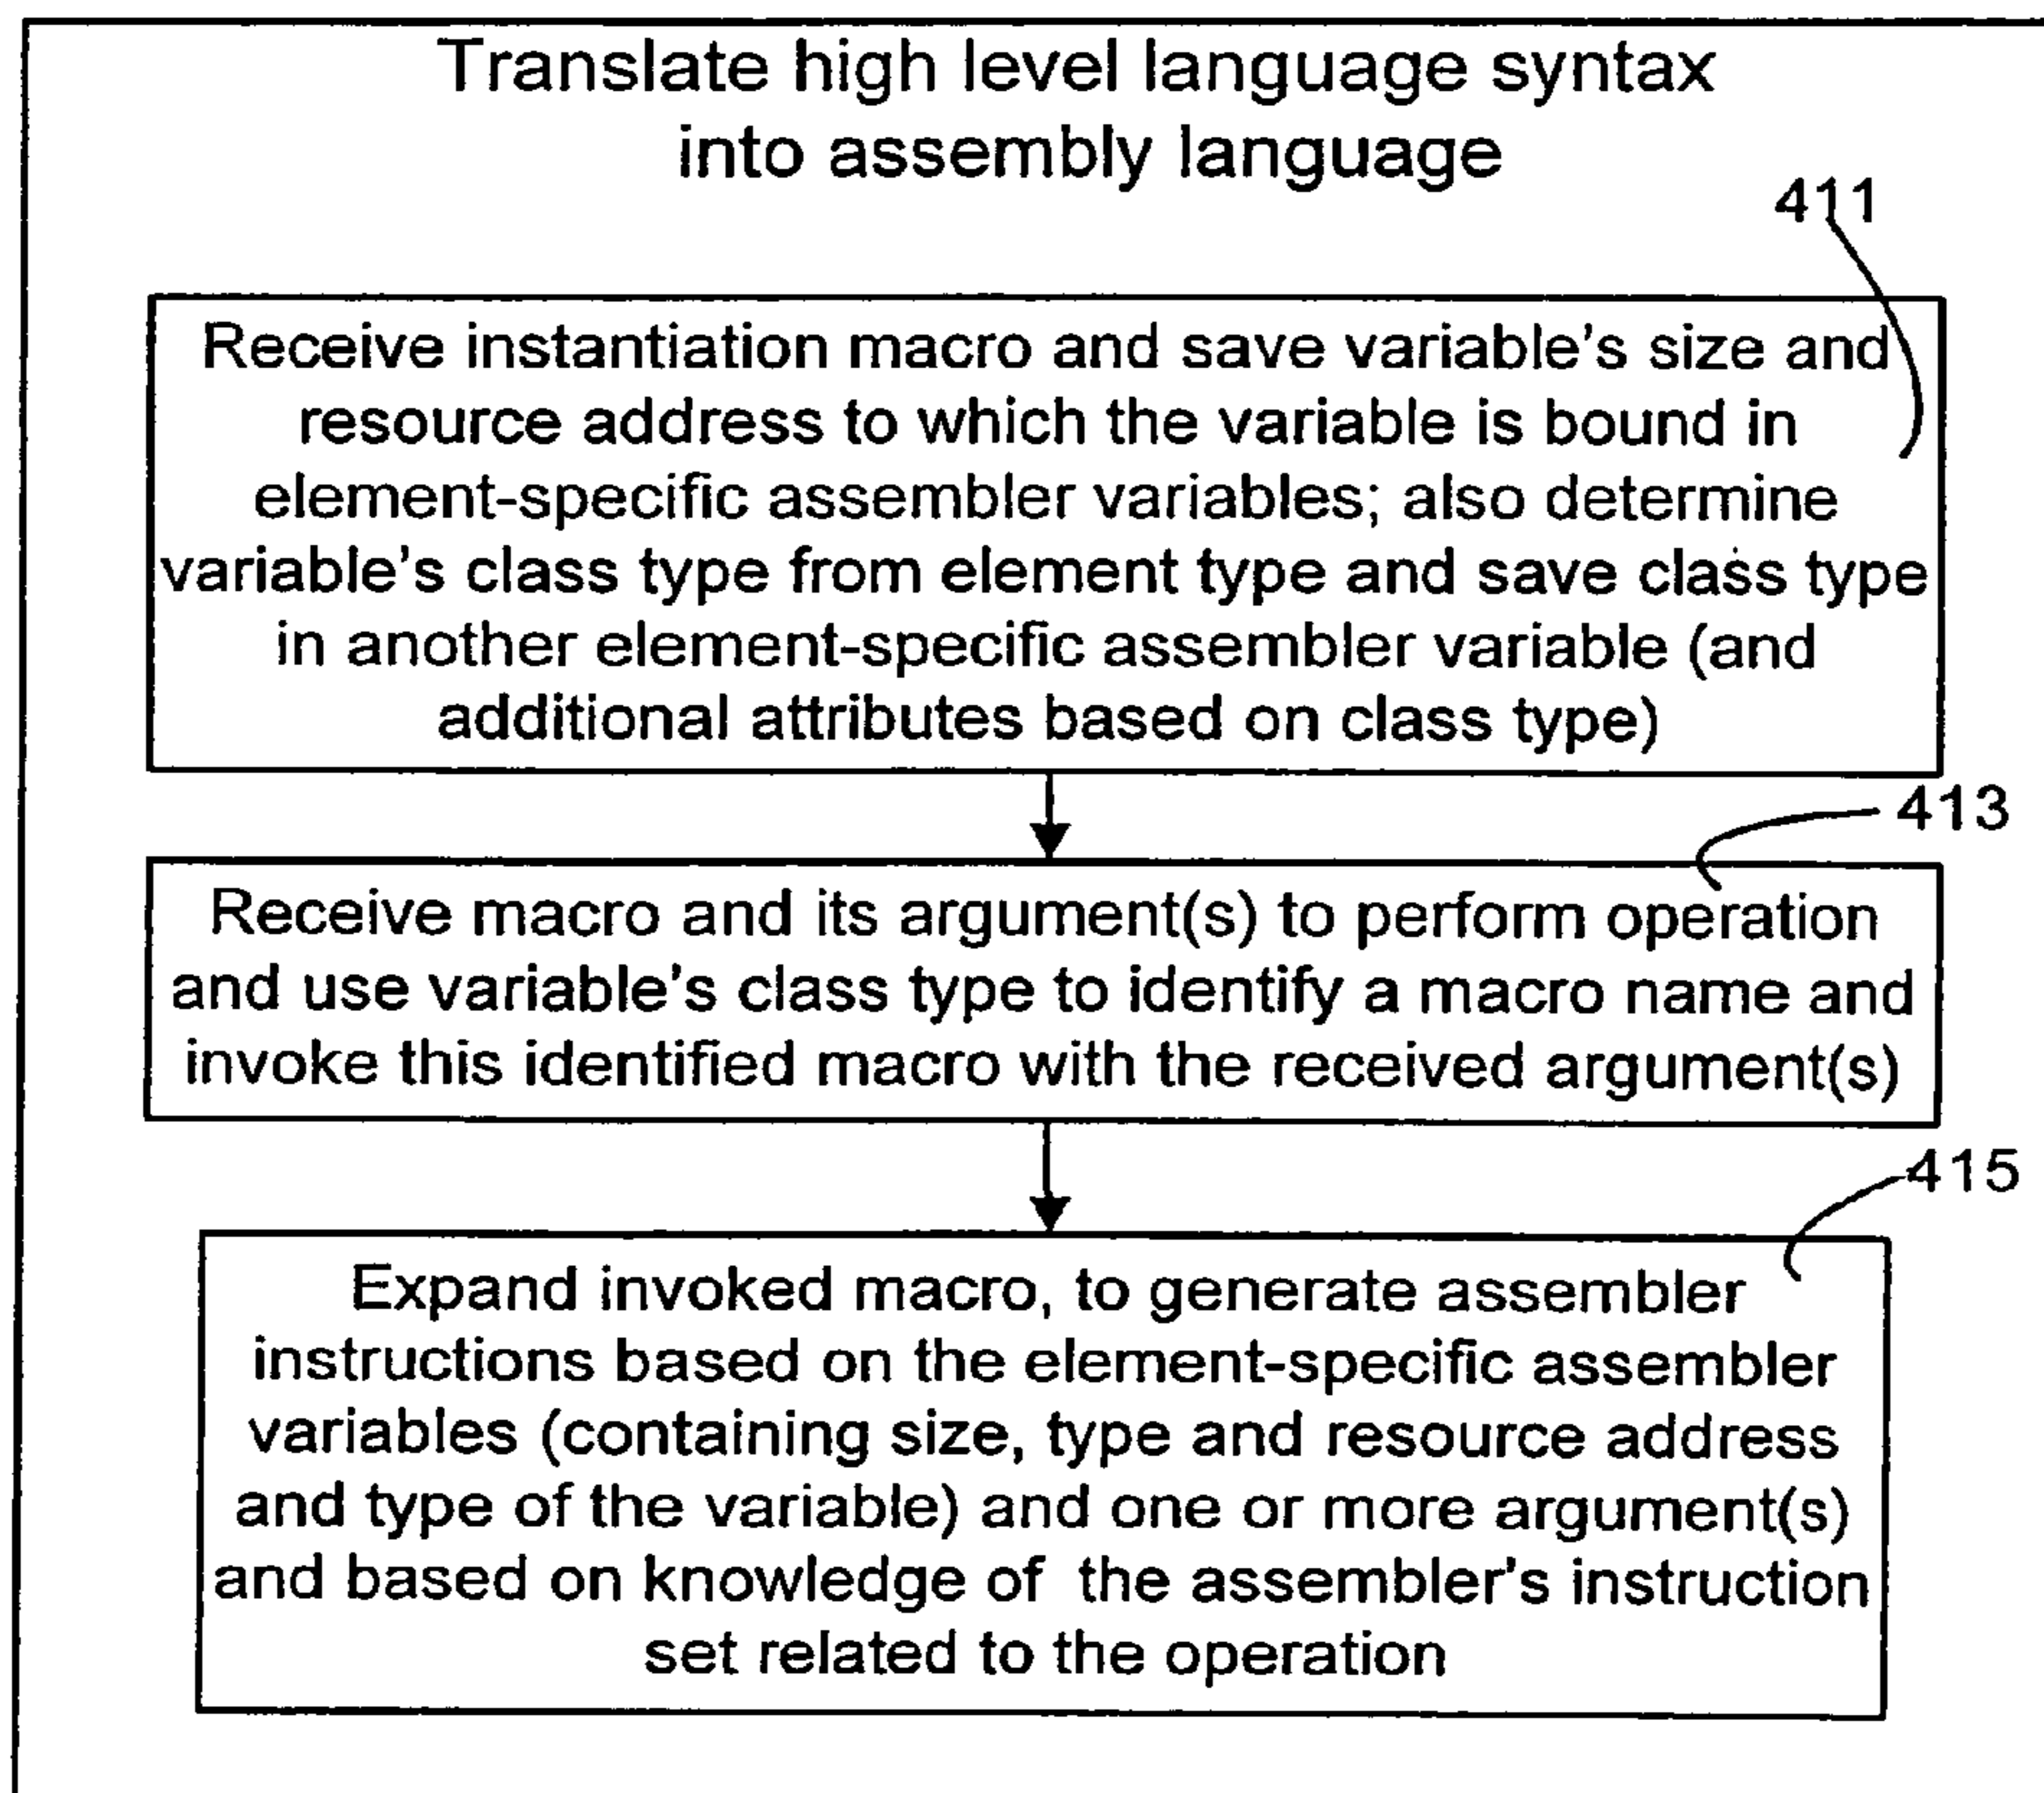 Translate high level language syntax
into assembly language
411
Receive instantiation macro and save variable's size and
resource address to which the variable is bound in
element-specific assembler variables; also determine
variable's class type from element type and save class type
in another element-specific assembler variable (and
additional attributes based on class type)
413
Receive macro and its argument(s) to perform operation
and use variable's class type to identify a macro name and
invoke this identified macro with the received argument(s)
415
Expand invoked macro, to generate assembler
instructions based on the element-specific assembler
variables (containing size, type and resource address
and type of the variable) and one or more argument(s)
and based on knowledge of the assembler's instruction
set related to the operation